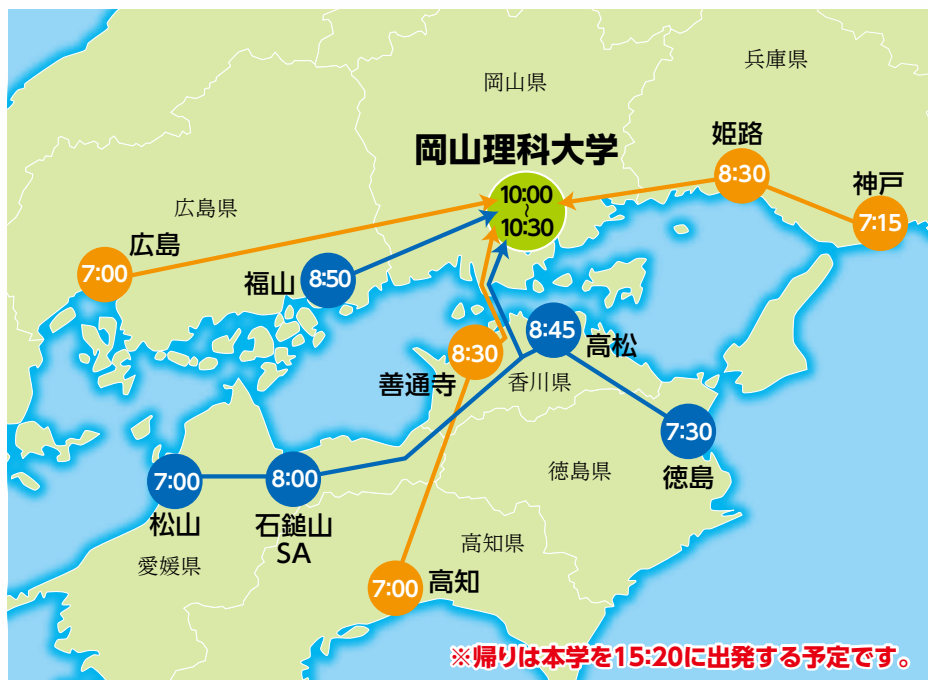 兵庫県
岡山県
姫路
岡山理科大学
8:30
神戸
10:00
～
10:30
7:15
広島県
広島
7:00
福山
8:50
8:45
高松
8:30
善通寺
香川県
7:30
徳島
徳島県
7:00
8:00
松山
石鎚山
SA
愛媛県
高知県
7:00
高知
※帰りは本学を15:20に出発する予定です。